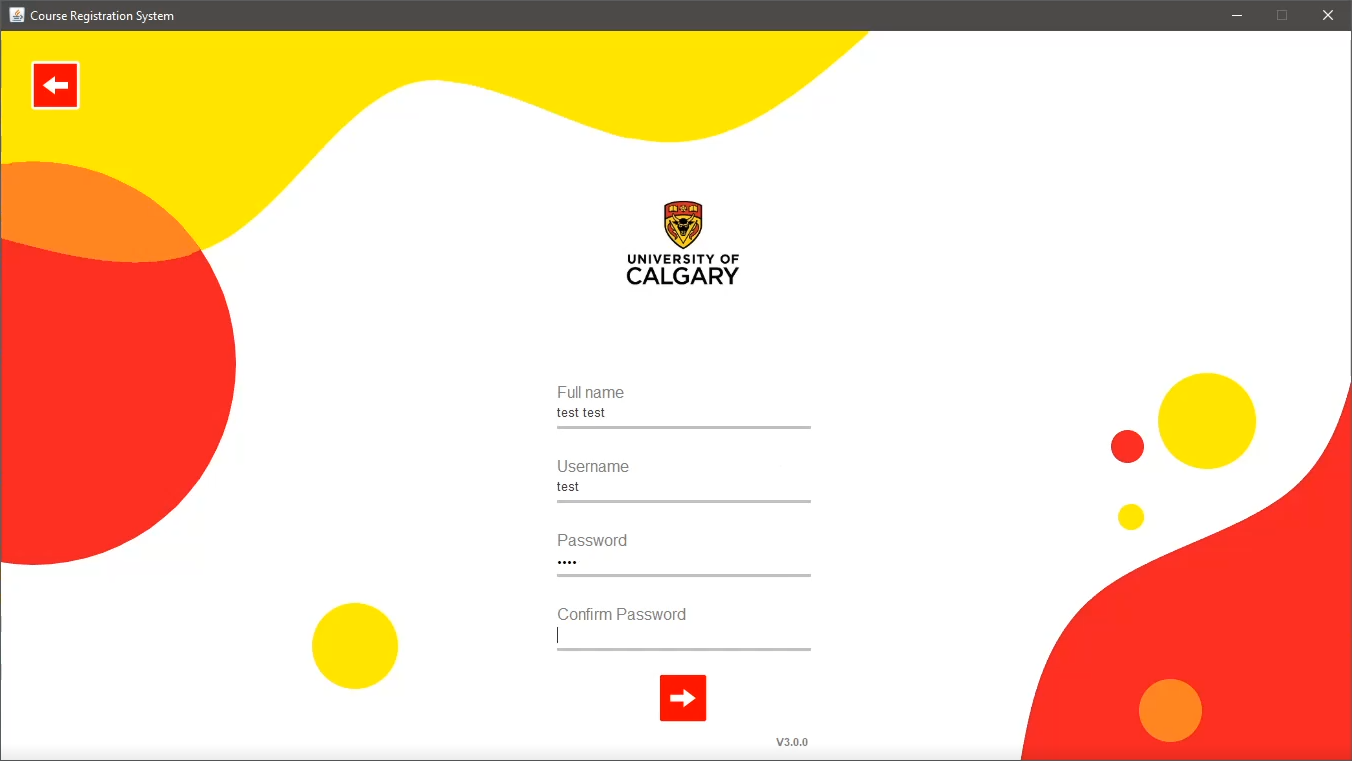 Course Registration System
UNIVERSITY OF
CALGARY
Full name
test test
Username
test
Password
••••
Confirm Password
V3.0.0